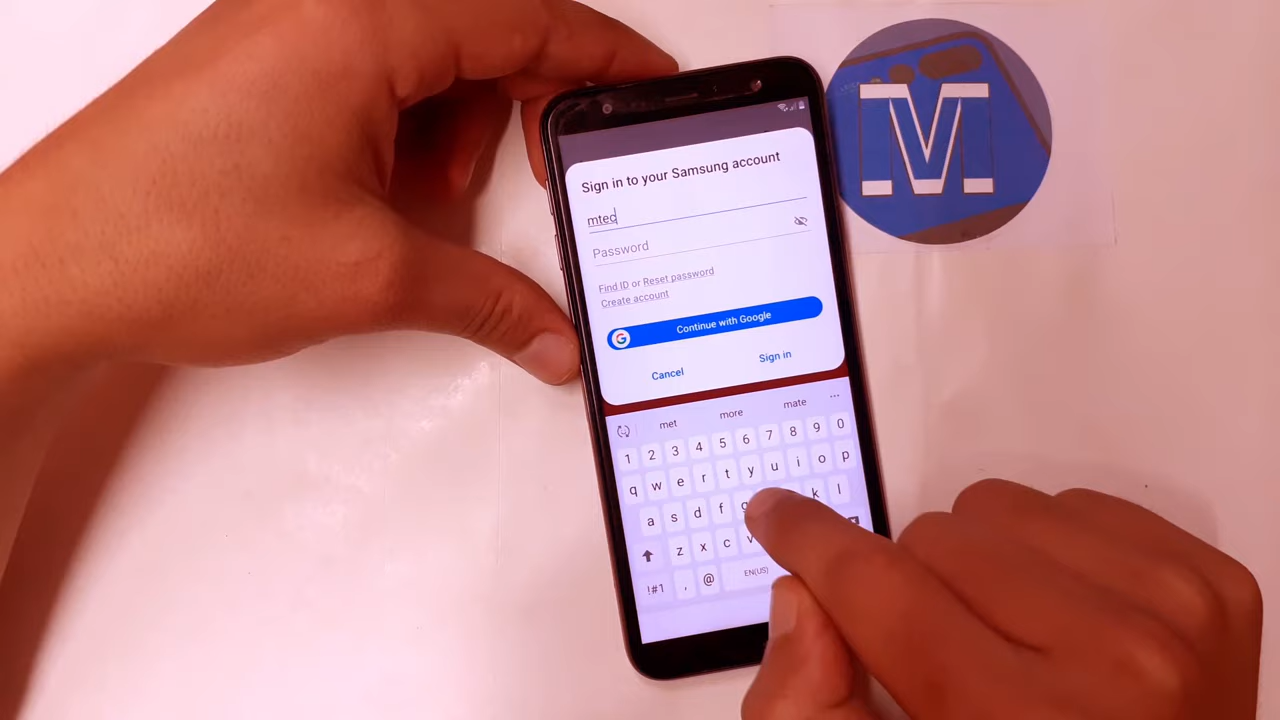 M
Sign in to your Samsung account
mtec
Password
Find ID or Reset password
Create account
G Continue with Google
Cancel Sign in
met more mate ...
1 2 3 4 5 6 7 8 9 0
q w e r t y u i o p
a s d f g k l
z x c v
!#1 , @ EN(US)